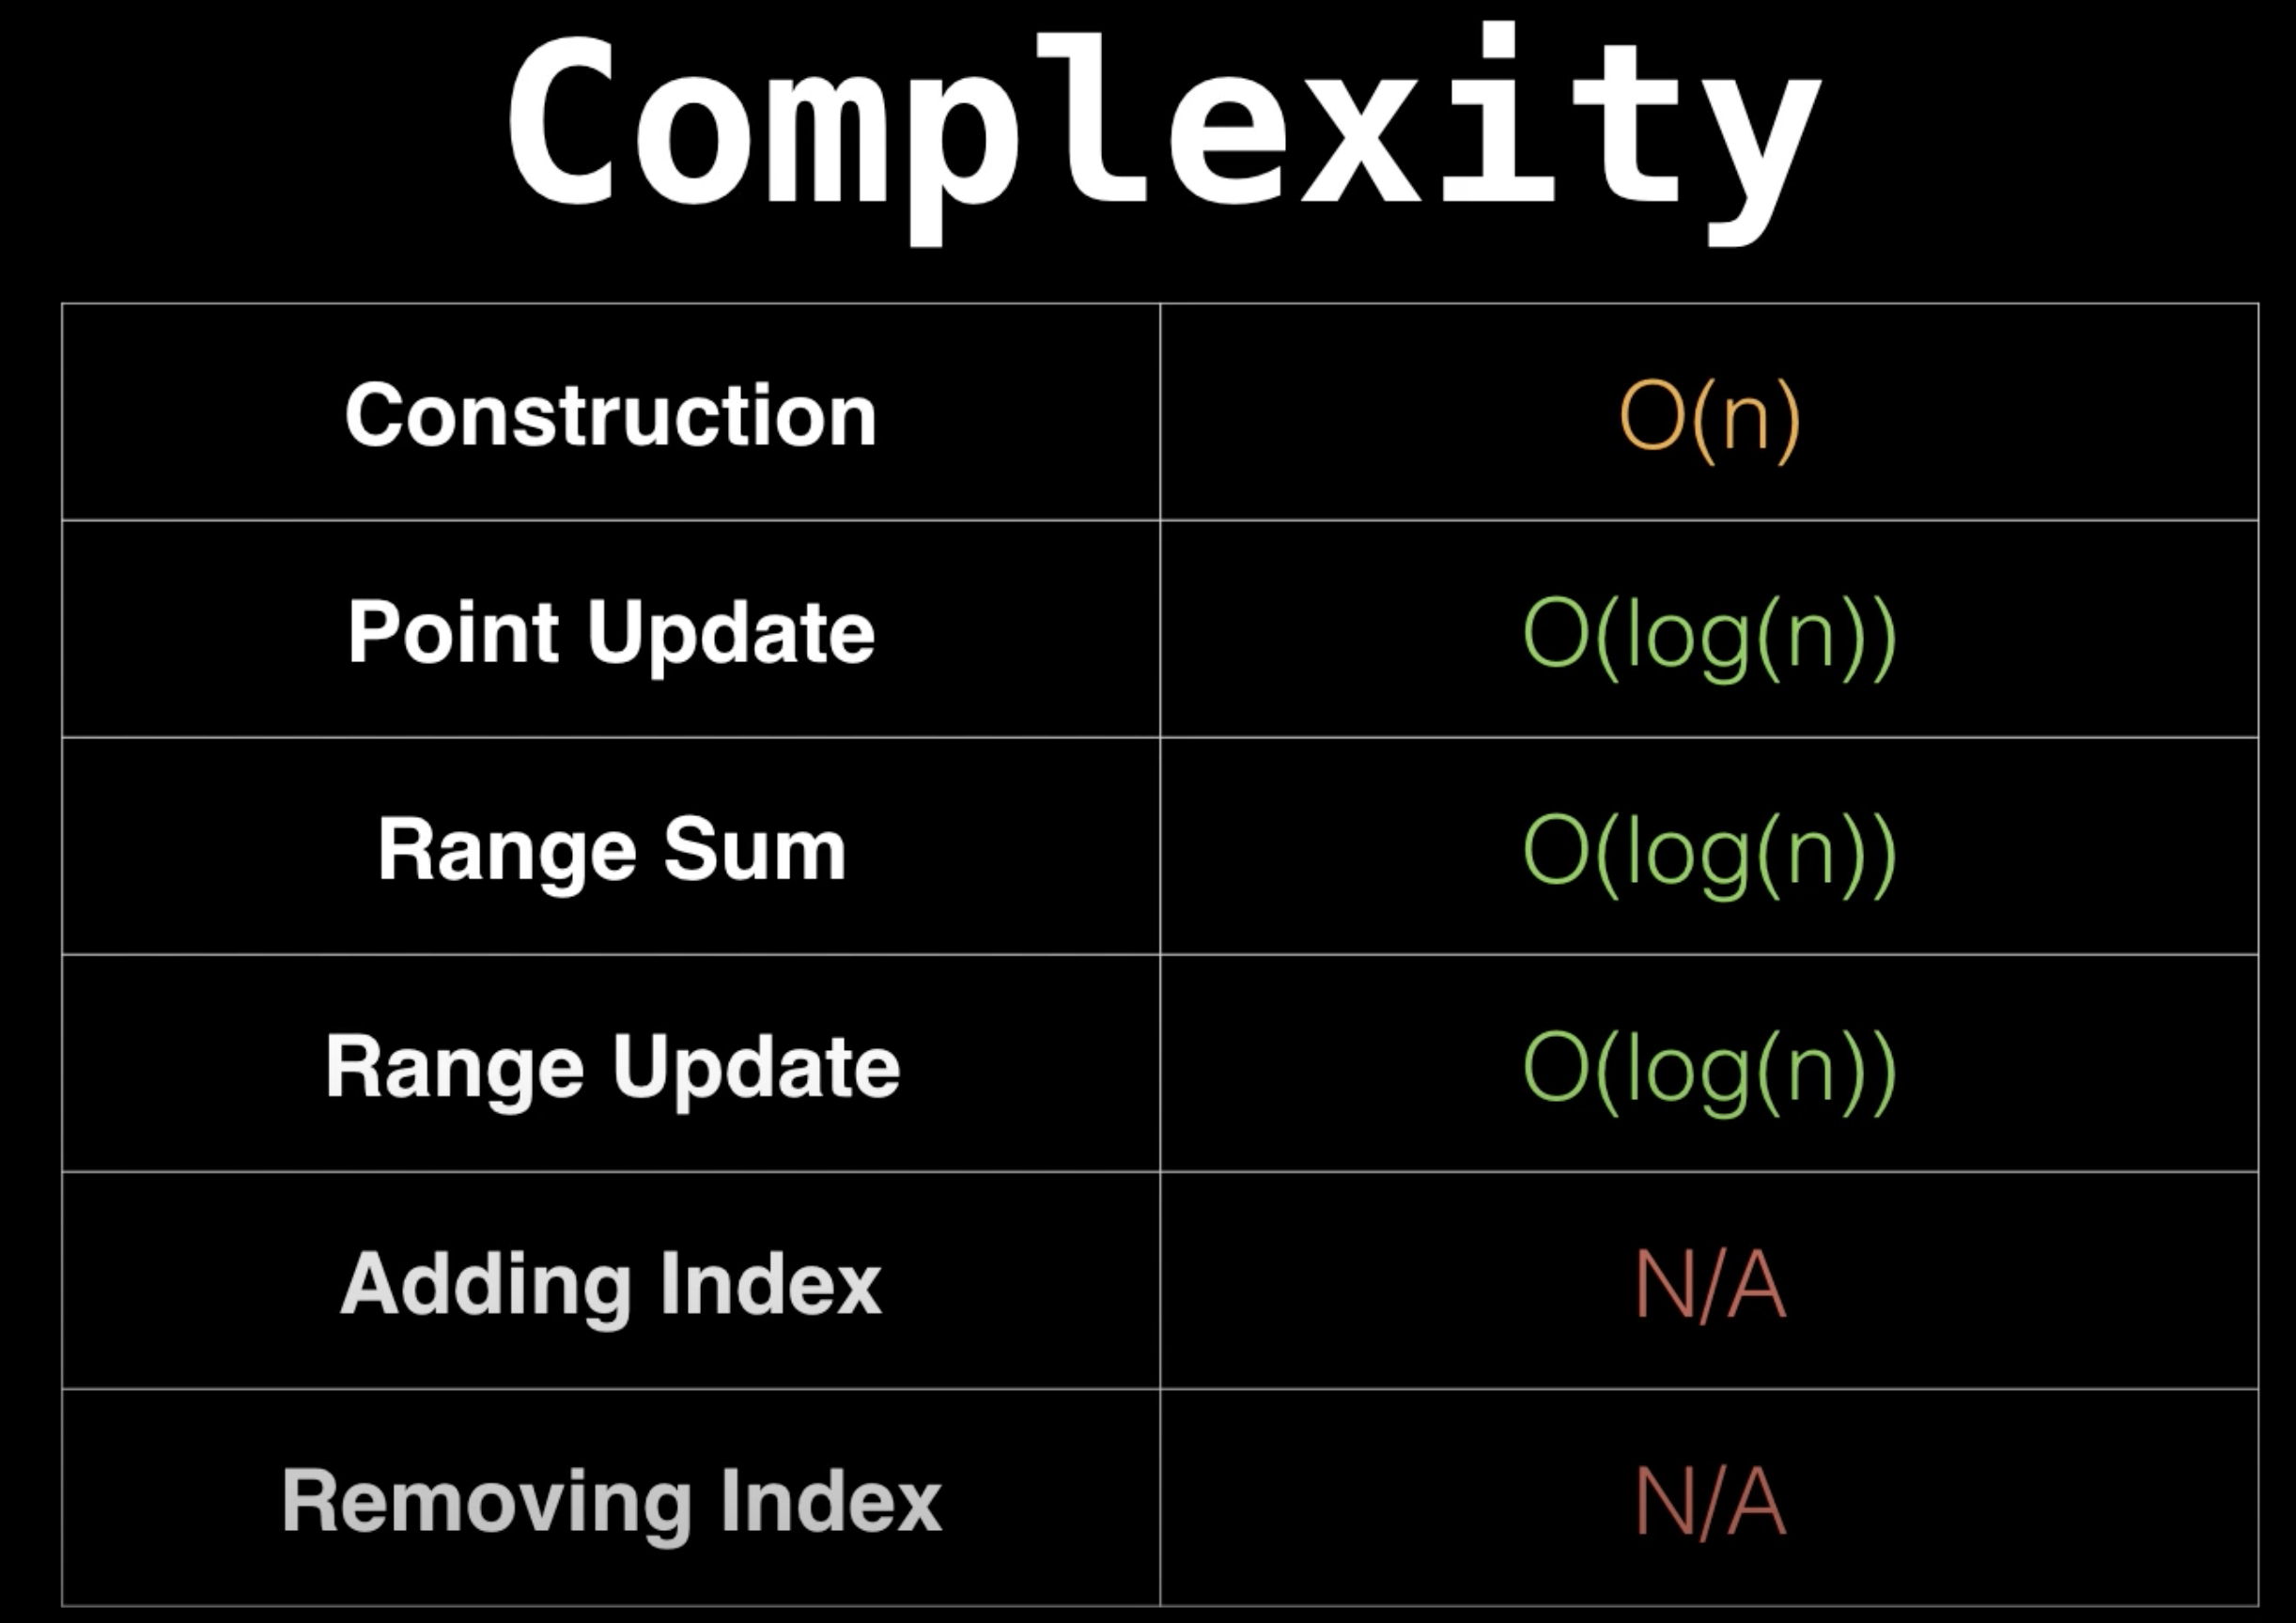 Complexity
Construction O(n)
Point Update O(log(n))
Range Sum O(log(n))
Range Update O(log(n))
Adding Index N/A
Removing Index N/A